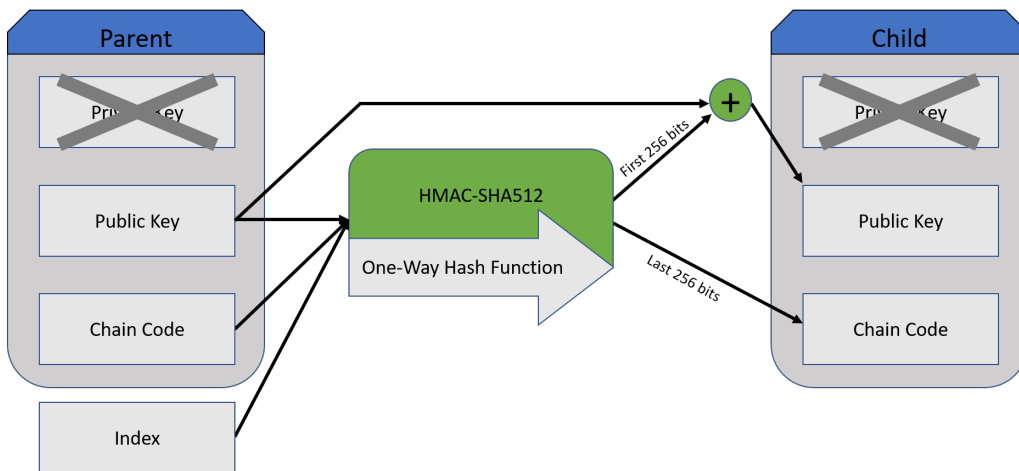 Parent
Child
Public Key
Chain Code
Index
HMAC-SHA512
One-Way Hash Function
First 256 bits
Last 256 bits
+
Public Key
Chain Code